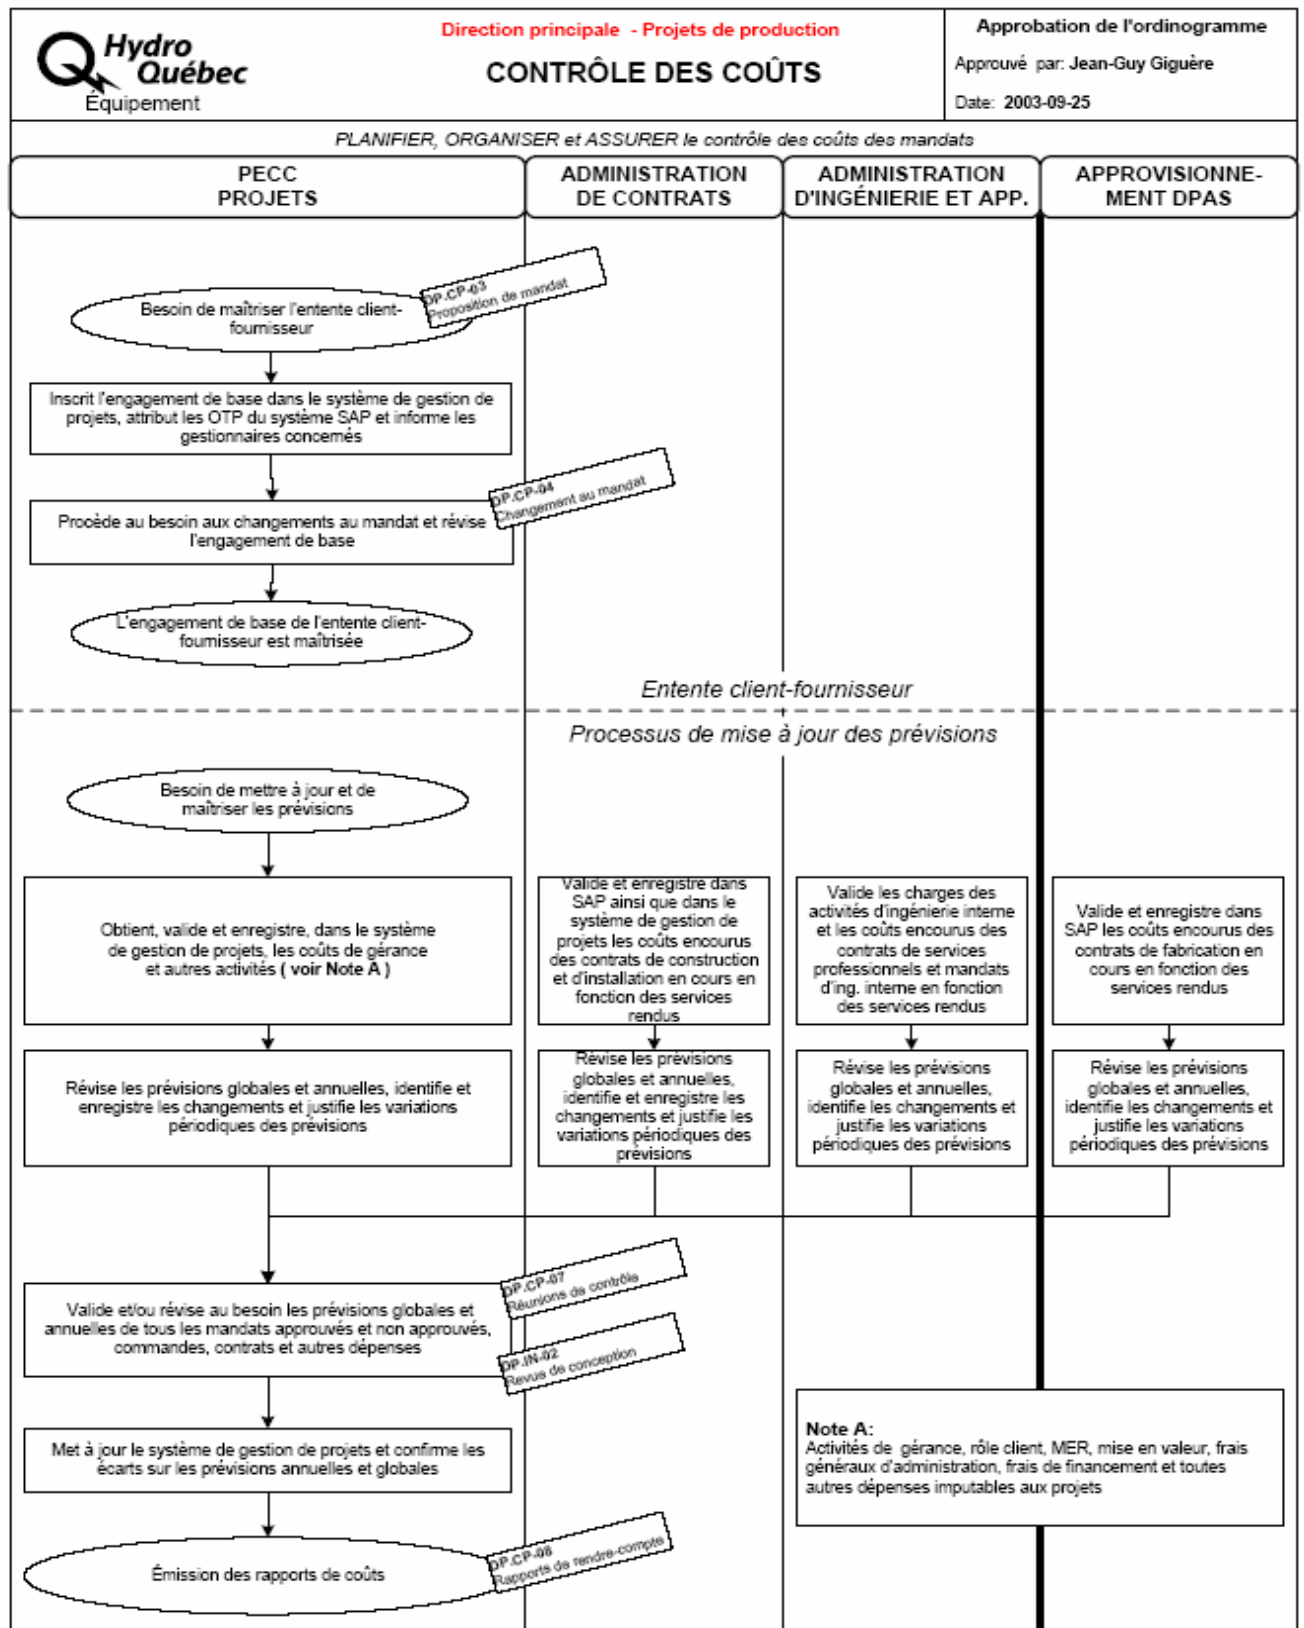 Hydro
Québec
Équipement
Direction principale - Projets de production
CONTRÔLE DES COÛTS
Approbation de l'ordinogramme
Approuvé par: Jean-Guy Giguère
Date: 2003-09-25
PLANIFIER, ORGANISER et ASSURER le contrôle des coûts des mandats
PECC
PROJETS
ADMINISTRATION
DE CONTRATS
ADMINISTRATION
D'INGÉNIERIE ET APP.
APPROVISIONNE-
MENT DPAS
DP.CP-03
Proposition de mandat
Besoin de maîtriser l'entente client-
fournisseur
Inscrit l'engagement de base dans le système de gestion de
projets, attribut les OTP du système SAP et informe les
gestionnaires concernés
DP.CP-04
Changement au mandat
Procède au besoin aux changements au mandat et révise
l'engagement de base
L'engagement de base de l'entente client-
fournisseur est maîtrisée
Entente client-fournisseur
Processus de mise à jour des prévisions
Besoin de mettre à jour et de
maîtriser les prévisions
Obtient, valide et enregistre, dans le système
de gestion de projets, les coûts de gérance
et autres activités ( voir Note A )
Valide et enregistre dans
SAP ainsi que dans le
système de gestion de
projets les coûts encourus
des contrats de construction
et d'installation en cours en
fonction des services
rendus
Valide les charges des
activités d'ingénierie interne
et les coûts encourus des
contrats de services
professionnels et mandats
d'ing. interne en fonction
des services rendus
Valide et enregistre dans
SAP les coûts encourus des
contrats de fabrication en
cours en fonction des
services rendus
Révise les prévisions globales et annuelles, identifie et
enregistre les changements et justifie les variations
périodiques des prévisions
Révise les prévisions
globales et annuelles,
identifie et enregistre les
changements et justifie les
variations périodiques des
prévisions
Révise les prévisions
globales et annuelles,
identifie les changements et
justifie les variations
périodiques des prévisions
Révise les prévisions
globales et annuelles,
identifie les changements et
justifie les variations
périodiques des prévisions
DP.CP-07
Réunions de contrôle
Valide et/ou révise au besoin les prévisions globales et
annuelles de tous les mandats approuvés et non approuvés,
commandes, contrats et autres dépenses
DP.IN-02
Revue de conception
Met à jour le système de gestion de projets et confirme les
écarts sur les prévisions annuelles et globales
Note A:
Activités de gérance, rôle client, MER, mise en valeur, frais
généraux d'administration, frais de financement et toutes
autres dépenses imputables aux projets
DP.CP-08
Rapports de rendre-compte
Émission des rapports de coûts